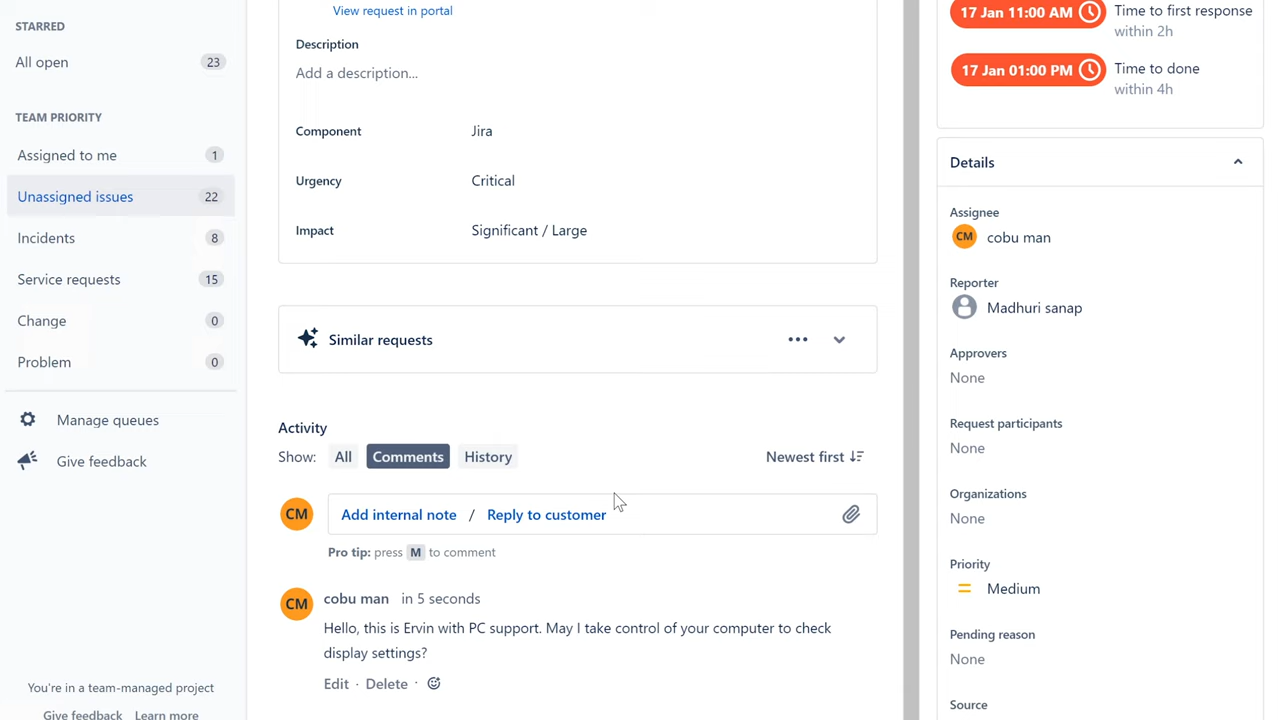 STARRED
All open 23
TEAM PRIORITY
Assigned to me 1
Unassigned issues 22
Incidents 8
Service requests 15
Change 0
Problem 0
Manage queues
Give feedback
You're in a team-managed project
Give feedback Learn more
View request in portal
Description
Add a description...
Component Jira
Urgency Critical
Impact Significant / Large
Similar requests
Activity
Show: All Comments History Newest first
CM Add internal note / Reply to customer
Pro tip: press M to comment
CM cobu man in 5 seconds
Hello, this is Ervin with PC support. May I take control of your computer to check
display settings?
Edit · Delete ·
17 Jan 11:00 AM Time to first response
within 2h
17 Jan 01:00 PM Time to done
within 4h
Details
Assignee
CM cobu man
Reporter
Madhuri sanap
Approvers
None
Request participants
None
Organizations
None
Priority
Medium
Pending reason
None
Source